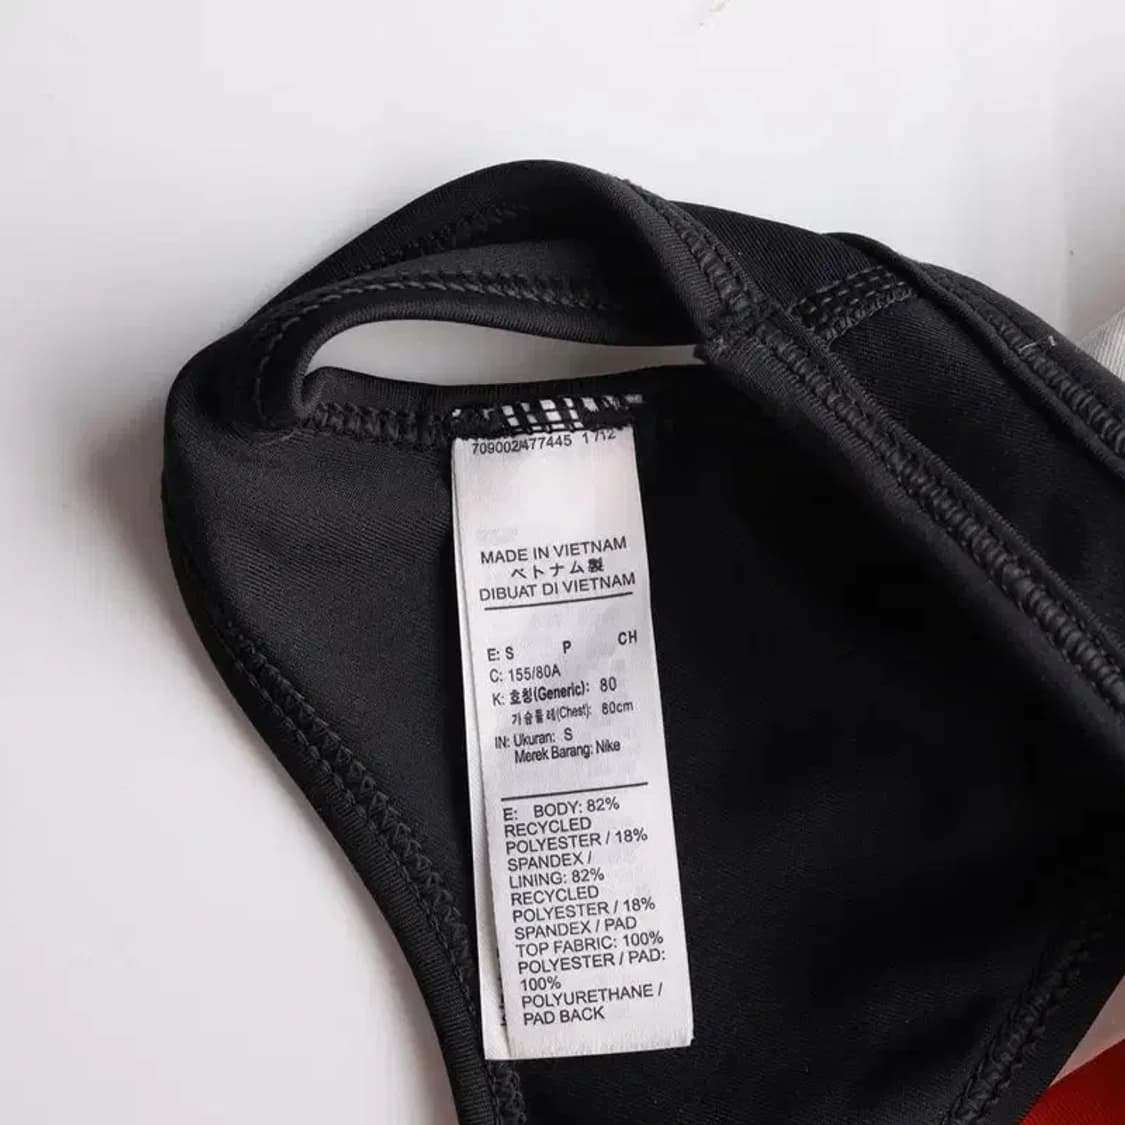 709002/477445 1 /12
MADE IN VIETNAM
ベトナム製
DIBUAT DI VIETNAM
E: S P CH
C: 155/80A
K: 호칭(Generic): 80
가슴둘레(Chest): 80cm
IN: Ukuran: S
Merek Barang: Nike
E: BODY: 82%
RECYCLED
POLYESTER / 18%
SPANDEX /
LINING: 82%
RECYCLED
POLYESTER / 18%
SPANDEX / PAD
TOP FABRIC: 100%
POLYESTER / PAD:
100%
POLYURETHANE /
PAD BACK